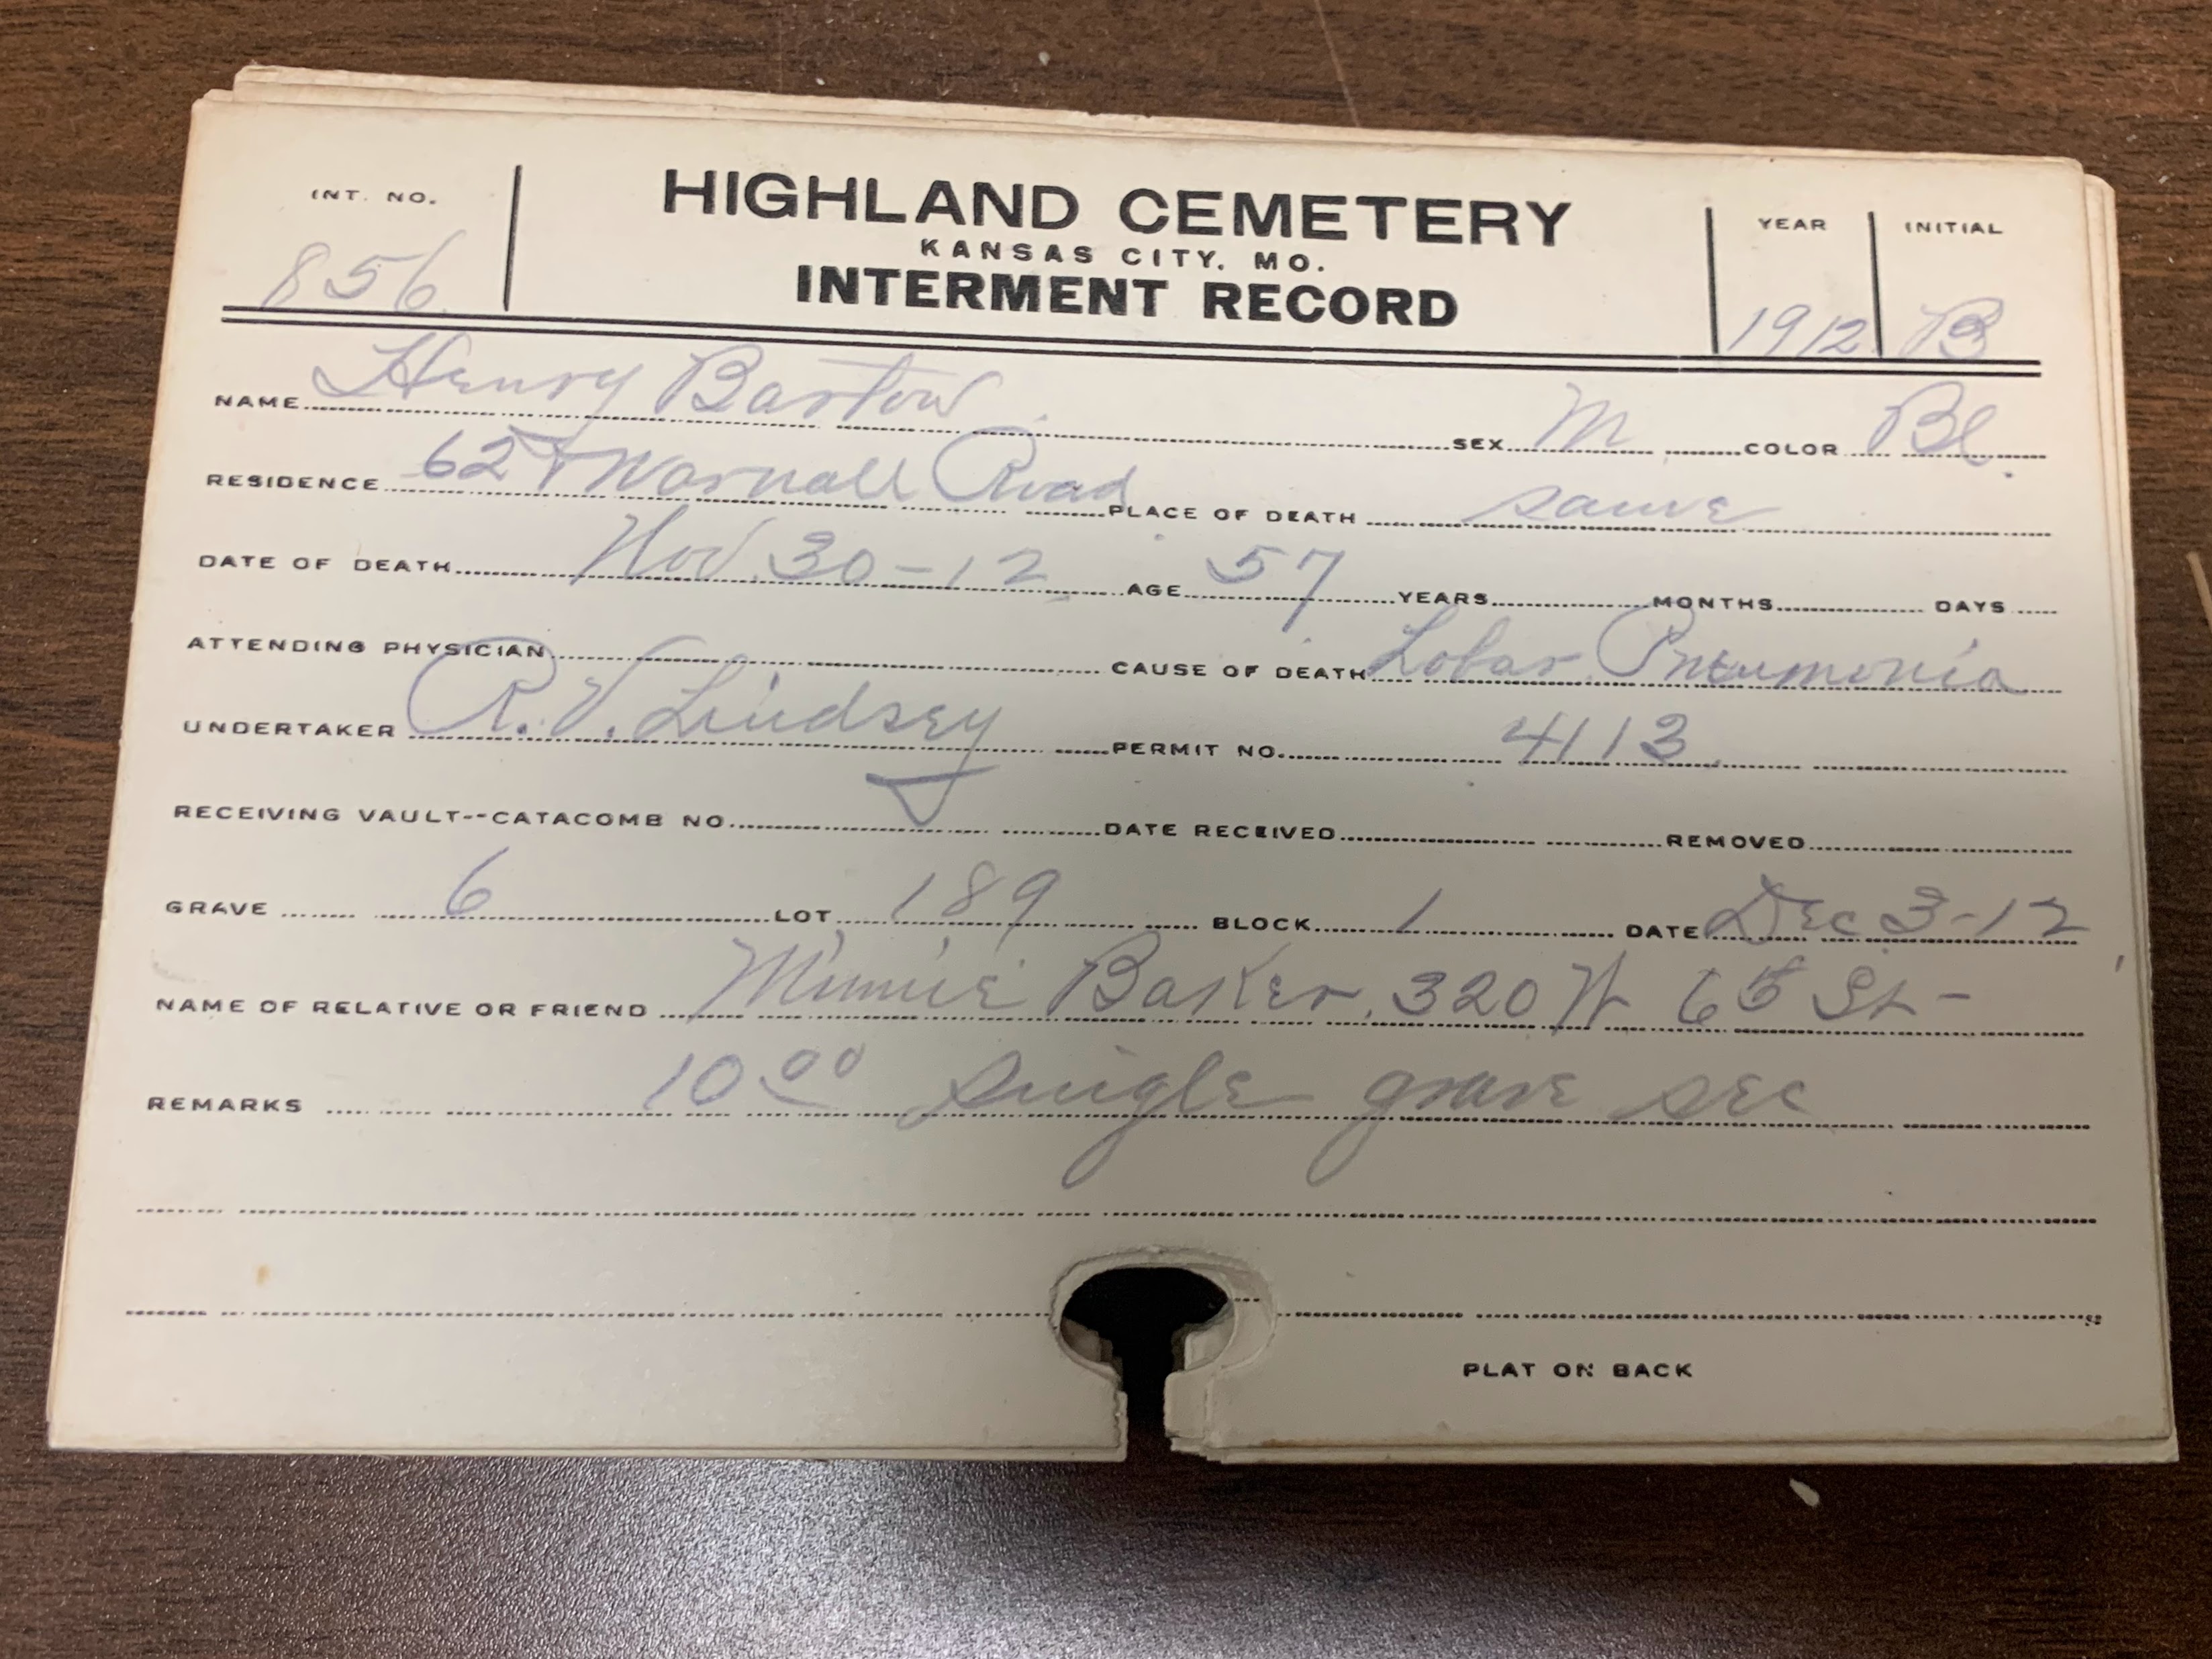 INT. NO. HIGHLAND CEMETERY YEAR INITIAL
KANSAS CITY, MO.
856 INTERMENT RECORD 1912 B
NAME Henry Barton SEX M COLOR Bl.
RESIDENCE 62 & Wornall Road PLACE OF DEATH same
DATE OF DEATH Nov. 30-12 AGE 57 YEARS MONTHS DAYS
ATTENDING PHYSICIAN CAUSE OF DEATH Lobar Pneumonia
UNDERTAKER R. V. Lindsey PERMIT NO. 4113
RECEIVING VAULT--CATACOMB NO. DATE RECEIVED REMOVED
GRAVE 6 LOT 189 BLOCK 1 DATE Dec 3-12
NAME OF RELATIVE OR FRIEND Minnie Baker, 320 W 6th St-
REMARKS 10 00 single grave sec
PLAT ON BACK